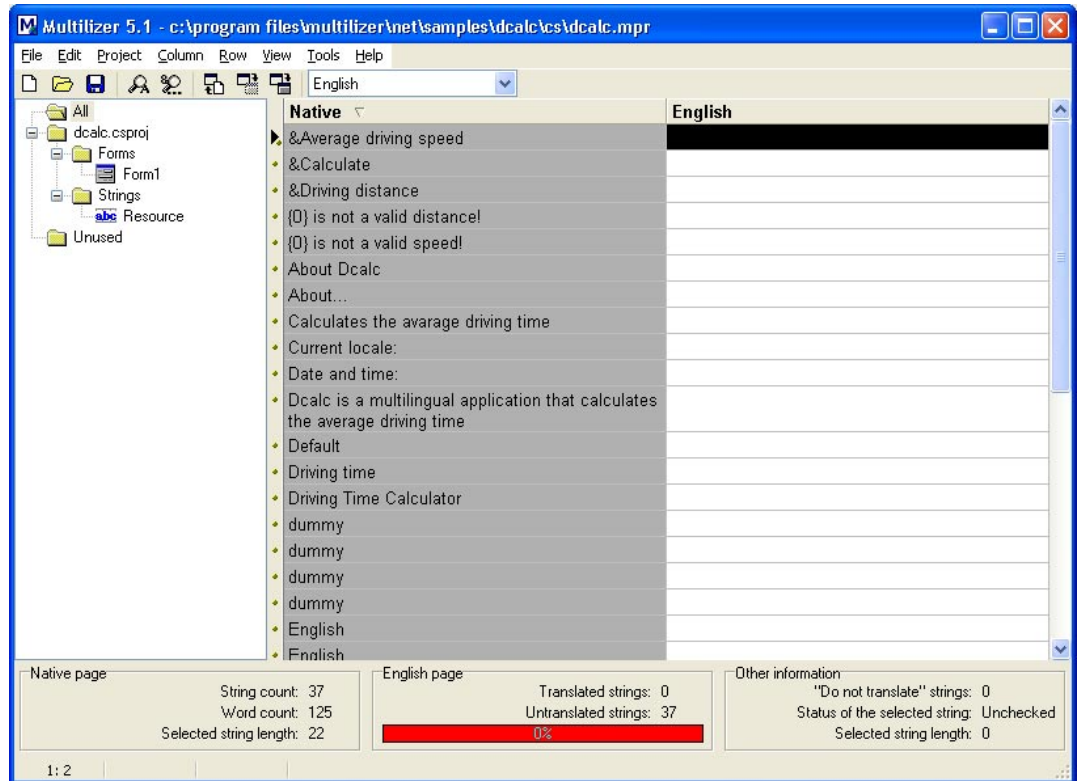 Multilizer 5.1 - c:\program files\multilizer\net\samples\dcalc\cs\dcalc.mpr
File Edit Project Column Row View Tools Help
English
All
dcalc.csproj
Forms
Form1
Strings
abc Resource
Unused
Native English
&Average driving speed
&Calculate
&Driving distance
{0} is not a valid distance!
{0} is not a valid speed!
About Dcalc
About...
Calculates the avarage driving time
Current locale:
Date and time:
Dcalc is a multilingual application that calculates
the average driving time
Default
Driving time
Driving Time Calculator
dummy
dummy
dummy
dummy
English
English
Native page
String count: 37
Word count: 125
Selected string length: 22
English page
Translated strings: 0
Untranslated strings: 37
0%
Other information
"Do not translate" strings: 0
Status of the selected string: Unchecked
Selected string length: 0
1: 2